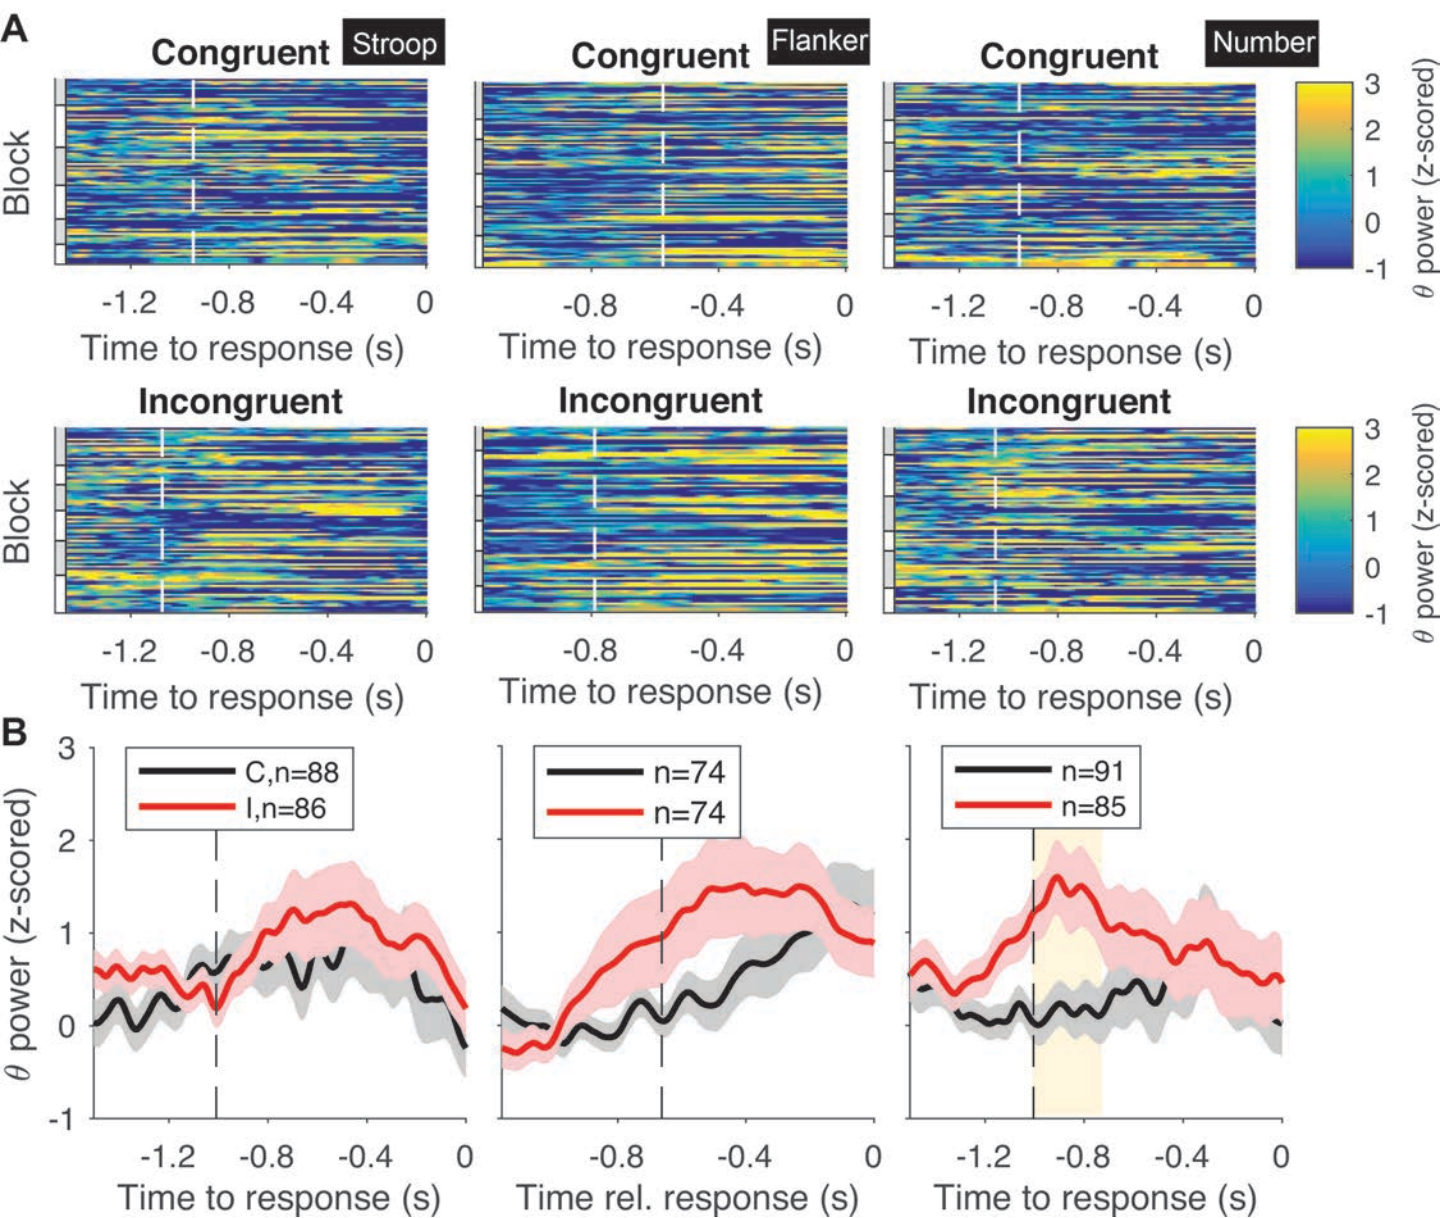 A
Congruent Stroop
Congruent Flanker
Congruent Number
Block
-1.2 -0.8 -0.4 0
Time to response (s)
-0.8 -0.4 0
Time to response (s)
-1.2 -0.8 -0.4 0
Time to response (s)
3
2
1
0
-1
θ power (z-scored)
Incongruent
Incongruent
Incongruent
Block
-1.2 -0.8 -0.4 0
Time to response (s)
-0.8 -0.4 0
Time to response (s)
-1.2 -0.8 -0.4 0
Time to response (s)
3
2
1
0
-1
θ power (z-scored)
B
θ power (z-scored)
3
2
1
0
-1
C,n=88
I,n=86
-1.2 -0.8 -0.4 0
Time to response (s)
n=74
n=74
-0.8 -0.4 0
Time rel. response (s)
n=91
n=85
-1.2 -0.8 -0.4 0
Time to response (s)